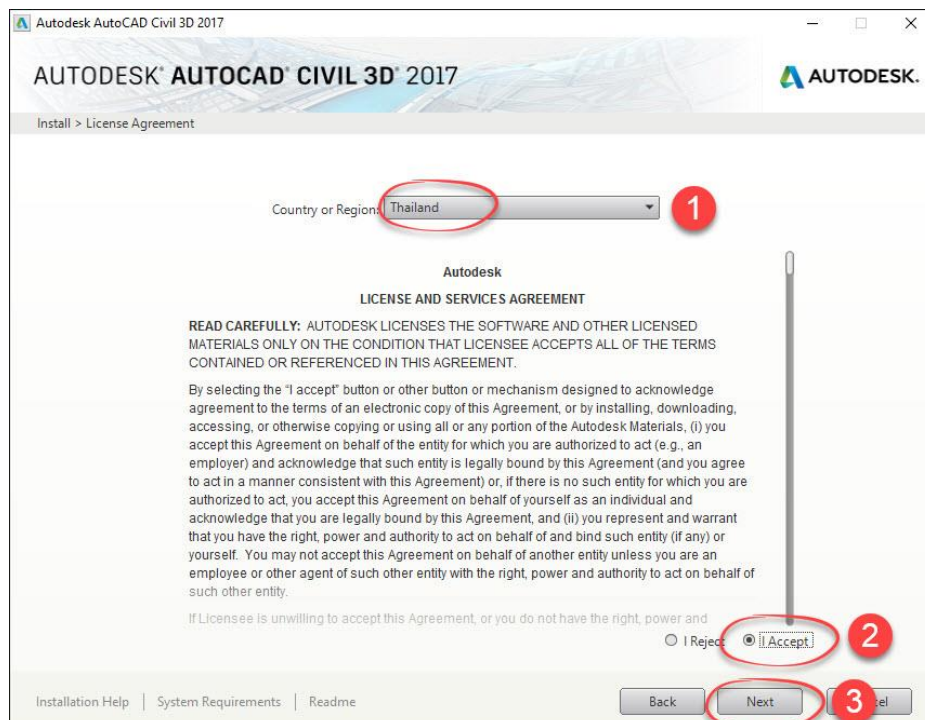 Autodesk AutoCAD Civil 3D 2017
AUTODESK® AUTOCAD® CIVIL 3D® 2017
AUTODESK.
Install > License Agreement
Country or Region: Thailand
1
Autodesk
LICENSE AND SERVICES AGREEMENT
READ CAREFULLY: AUTODESK LICENSES THE SOFTWARE AND OTHER LICENSED
MATERIALS ONLY ON THE CONDITION THAT LICENSEE ACCEPTS ALL OF THE TERMS
CONTAINED OR REFERENCED IN THIS AGREEMENT.
By selecting the "I accept" button or other button or mechanism designed to acknowledge
agreement to the terms of an electronic copy of this Agreement, or by installing, downloading,
accessing, or otherwise copying or using all or any portion of the Autodesk Materials, (i) you
accept this Agreement on behalf of the entity for which you are authorized to act (e.g., an
employer) and acknowledge that such entity is legally bound by this Agreement (and you agree
to act in a manner consistent with this Agreement) or, if there is no such entity for which you are
authorized to act, you accept this Agreement on behalf of yourself as an individual and
acknowledge that you are legally bound by this Agreement, and (ii) you represent and warrant
that you have the right, power and authority to act on behalf of and bind such entity (if any) or
yourself. You may not accept this Agreement on behalf of another entity unless you are an
employee or other agent of such other entity with the right, power and authority to act on behalf of
such other entity.
If Licensee is unwilling to accept this Agreement, or you do not have the right, power and
I Reject I Accept 2
Installation Help | System Requirements | Readme
Back Next 3